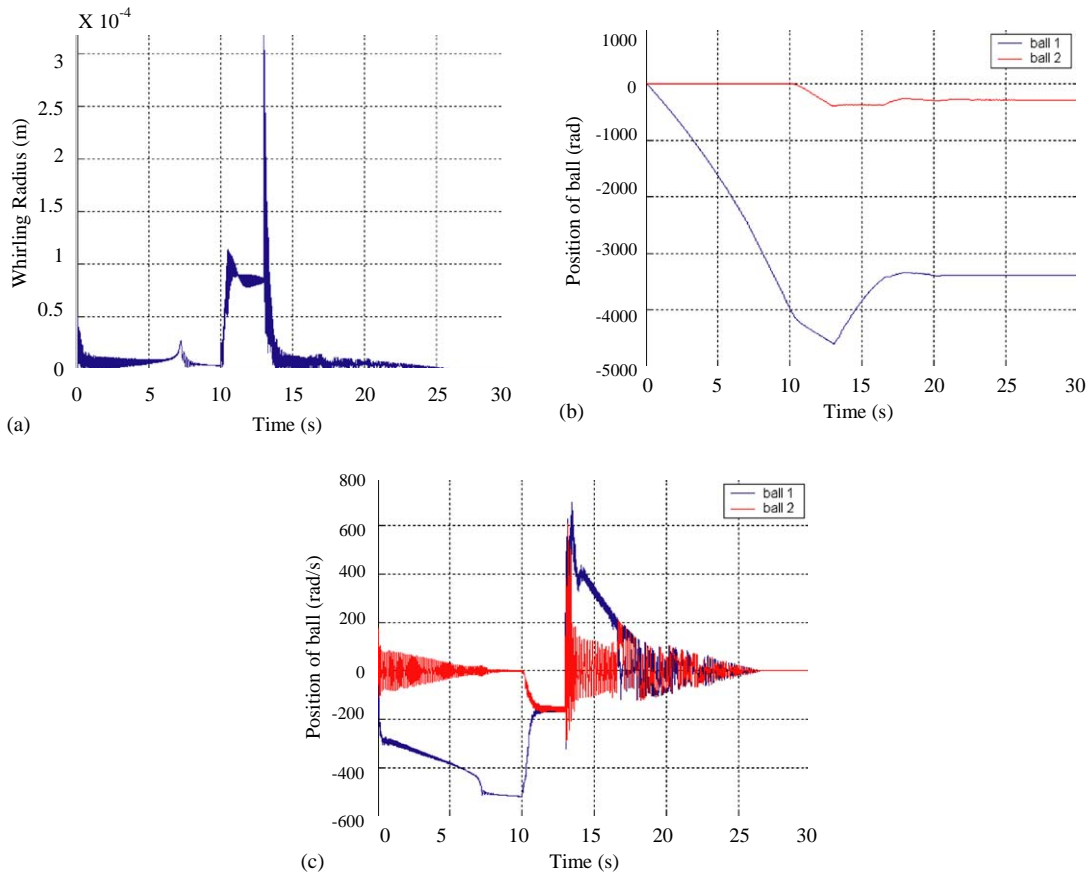 X 10-4
3
2.5
2
1.5
1
0.5
0
0 5 10 15 20 25 30
Whirling Radius (m)
Time (s)
(a)
1000
0
-1000
-2000
-3000
-4000
-5000
0 5 10 15 20 25 30
Position of ball (rad)
Time (s)
ball 1
ball 2
(b)
800
600
400
200
0
-200
-400
-600
0 5 10 15 20 25 30
Position of ball (rad/s)
Time (s)
ball 1
ball 2
(c)